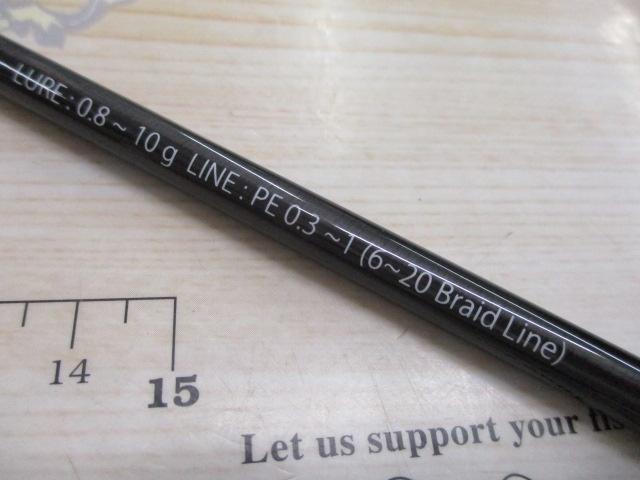 LURE : 0.8 ~ 10 g LINE : PE 0.3 ~ 1 (6~20 Braid Line)
14 15
Let us support your